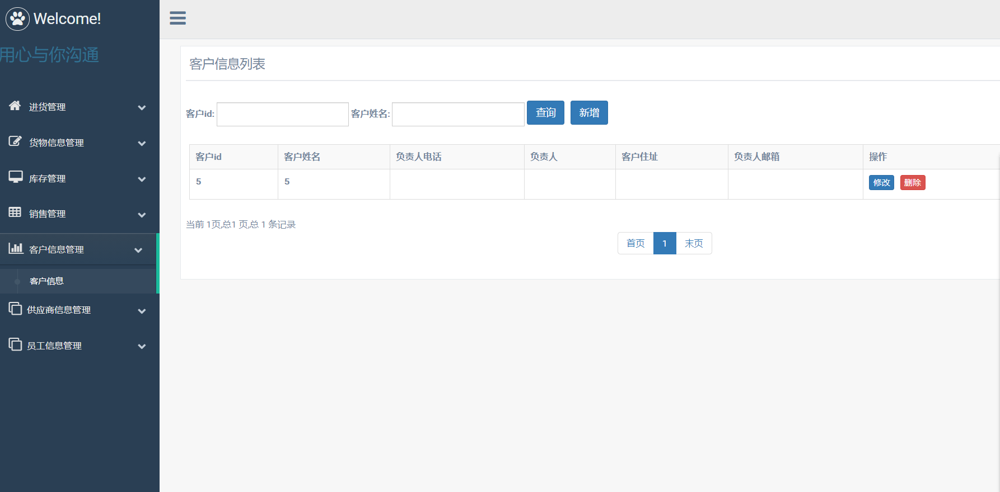 Welcome!
用心与你沟通
进货管理
货物信息管理
库存管理
销售管理
客户信息管理
客户信息
供应商信息管理
员工信息管理
客户信息列表
客户id: 客户姓名: 查询 新增
客户id 客户姓名 负责人电话 负责人 客户住址 负责人邮箱 操作
5 5 修改 删除
当前 1页,总1 页,总 1 条记录
首页 1 末页